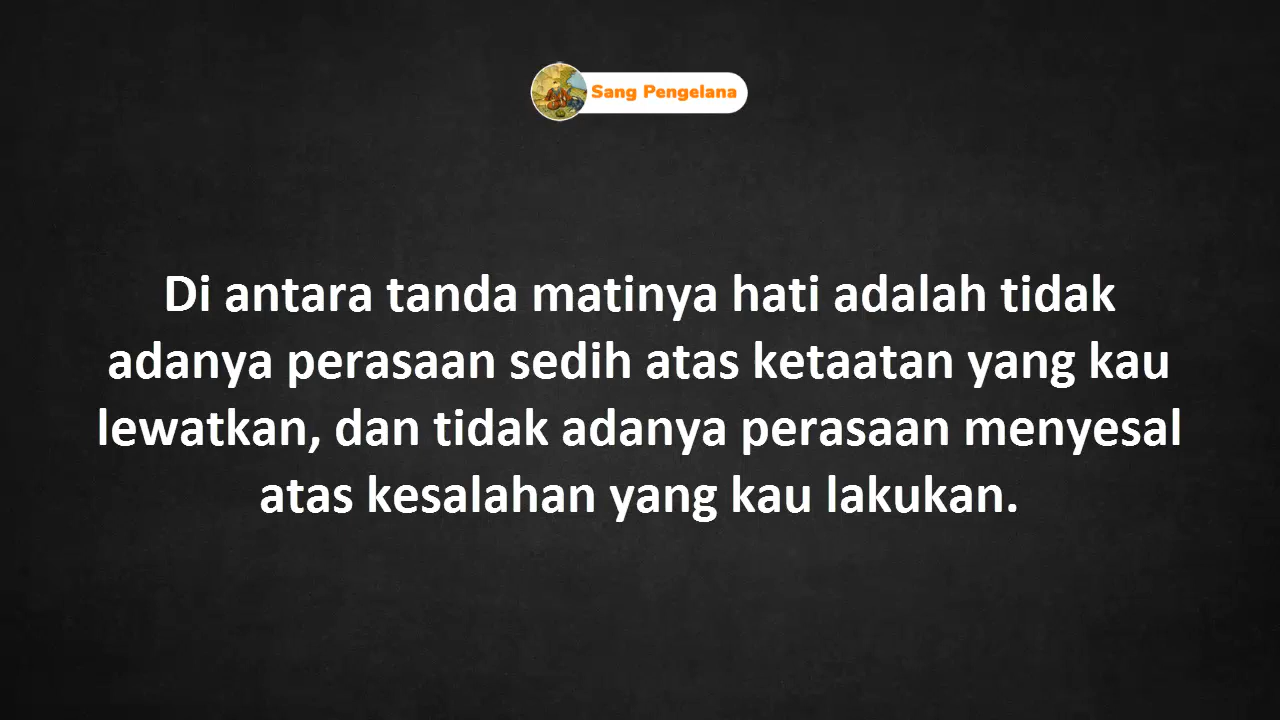 Sang Pengelana
Di antara tanda matinya hati adalah tidak
adanya perasaan sedih atas ketaatan yang kau
lewatkan, dan tidak adanya perasaan menyesal
atas kesalahan yang kau lakukan.